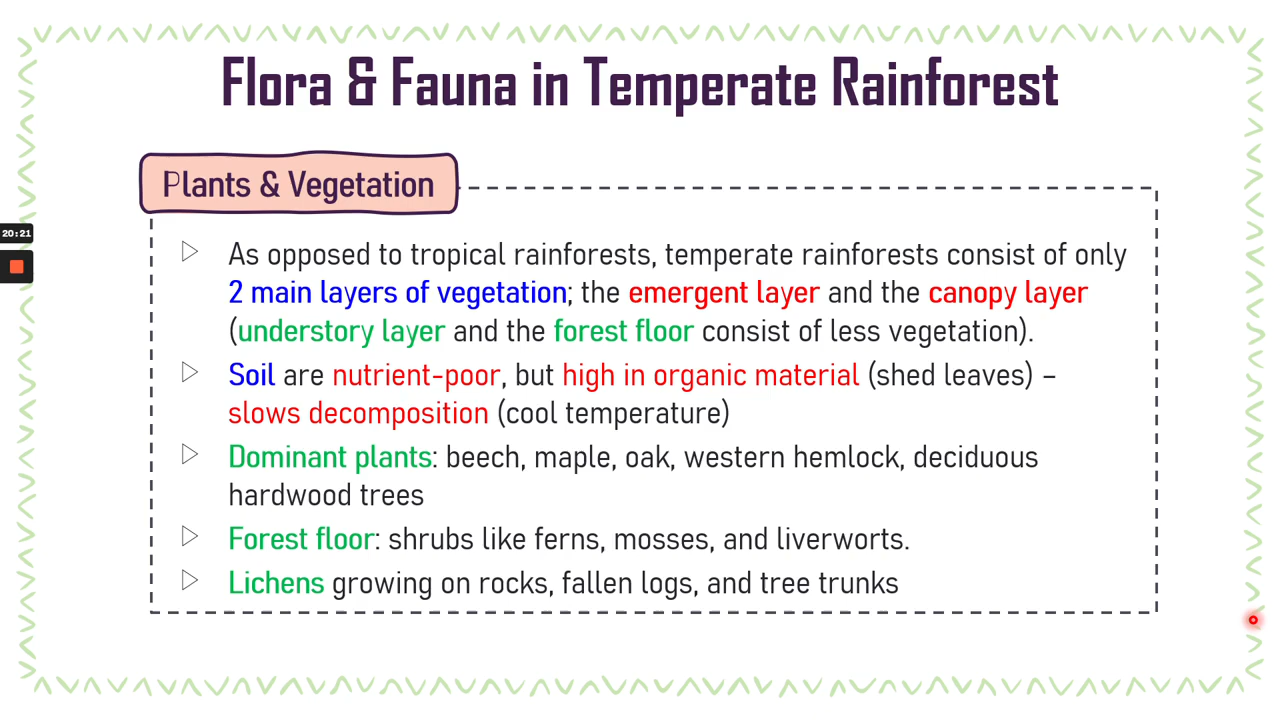 Flora & Fauna in Temperate Rainforest
Plants & Vegetation
20:21
As opposed to tropical rainforests, temperate rainforests consist of only
2 main layers of vegetation; the emergent layer and the canopy layer
(understory layer and the forest floor consist of less vegetation).
Soil are nutrient-poor, but high in organic material (shed leaves) –
slows decomposition (cool temperature)
Dominant plants: beech, maple, oak, western hemlock, deciduous
hardwood trees
Forest floor: shrubs like ferns, mosses, and liverworts.
Lichens growing on rocks, fallen logs, and tree trunks